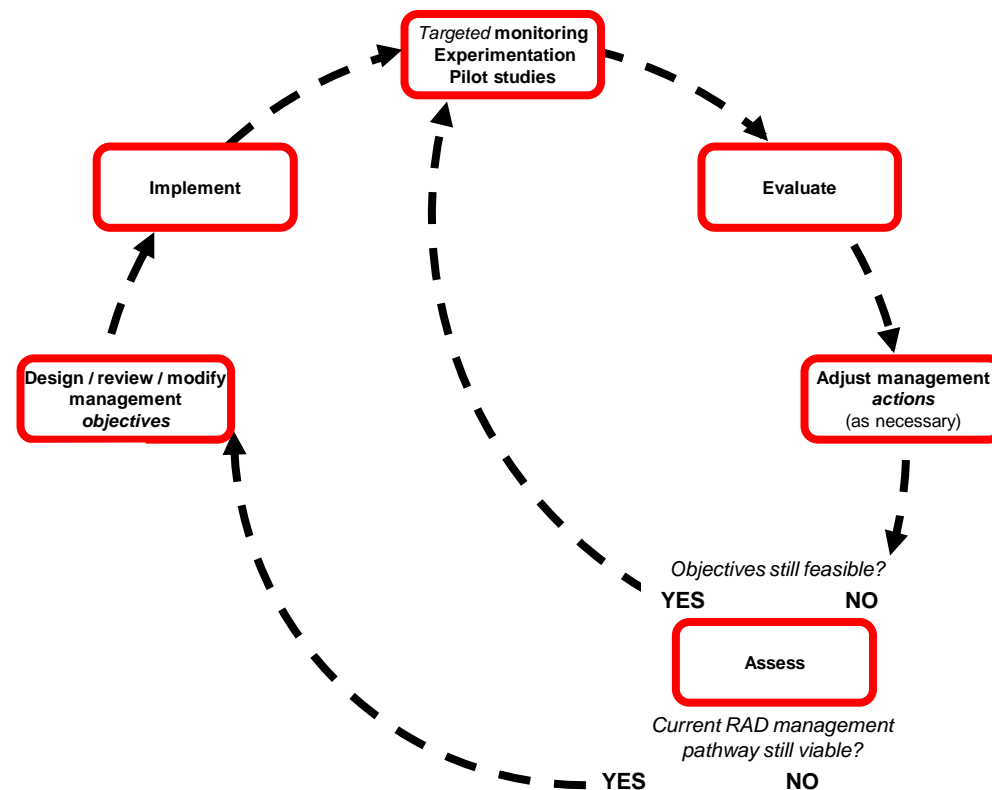 Targeted monitoring
Experimentation
Pilot studies
Implement
Evaluate
Design / review / modify
management
objectives
Adjust management
actions
(as necessary)
Objectives still feasible?
YES NO
Assess
Current RAD management
pathway still viable?
YES NO